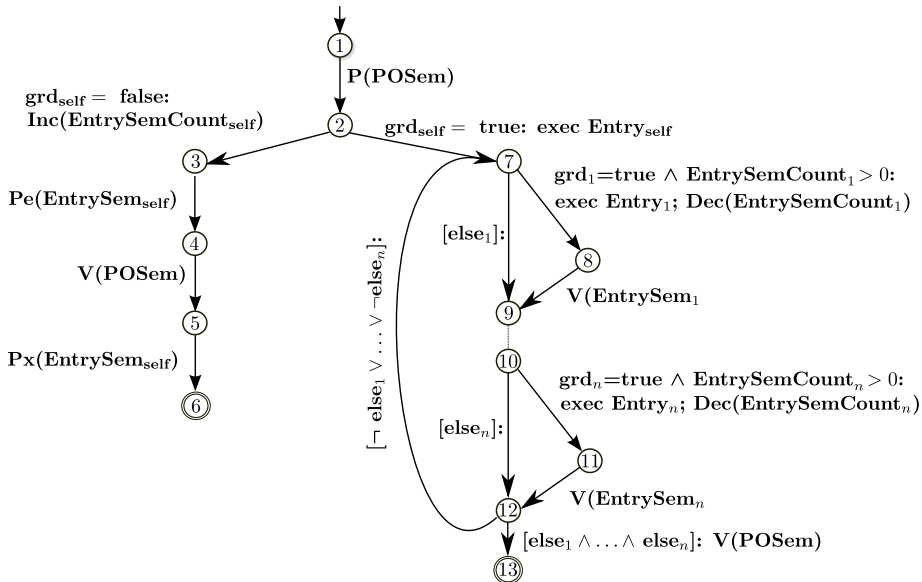 1
P(POSem)
grd_self = false:
Inc(EntrySemCount_self)
2
grd_self = true: exec Entry_self
3
7
grd_1=true ∧ EntrySemCount_1 > 0:
exec Entry_1; Dec(EntrySemCount_1)
Pe(EntrySem_self)
[else_1]:
4
8
V(POSem)
V(EntrySem_1
[¬ else_1 ∨ … ∨ ¬else_n]:
9
5
10
Px(EntrySem_self)
grd_n=true ∧ EntrySemCount_n > 0:
exec Entry_n; Dec(EntrySemCount_n)
6
[else_n]:
11
V(EntrySem_n
12
[else_1 ∧ … ∧ else_n]: V(POSem)
13